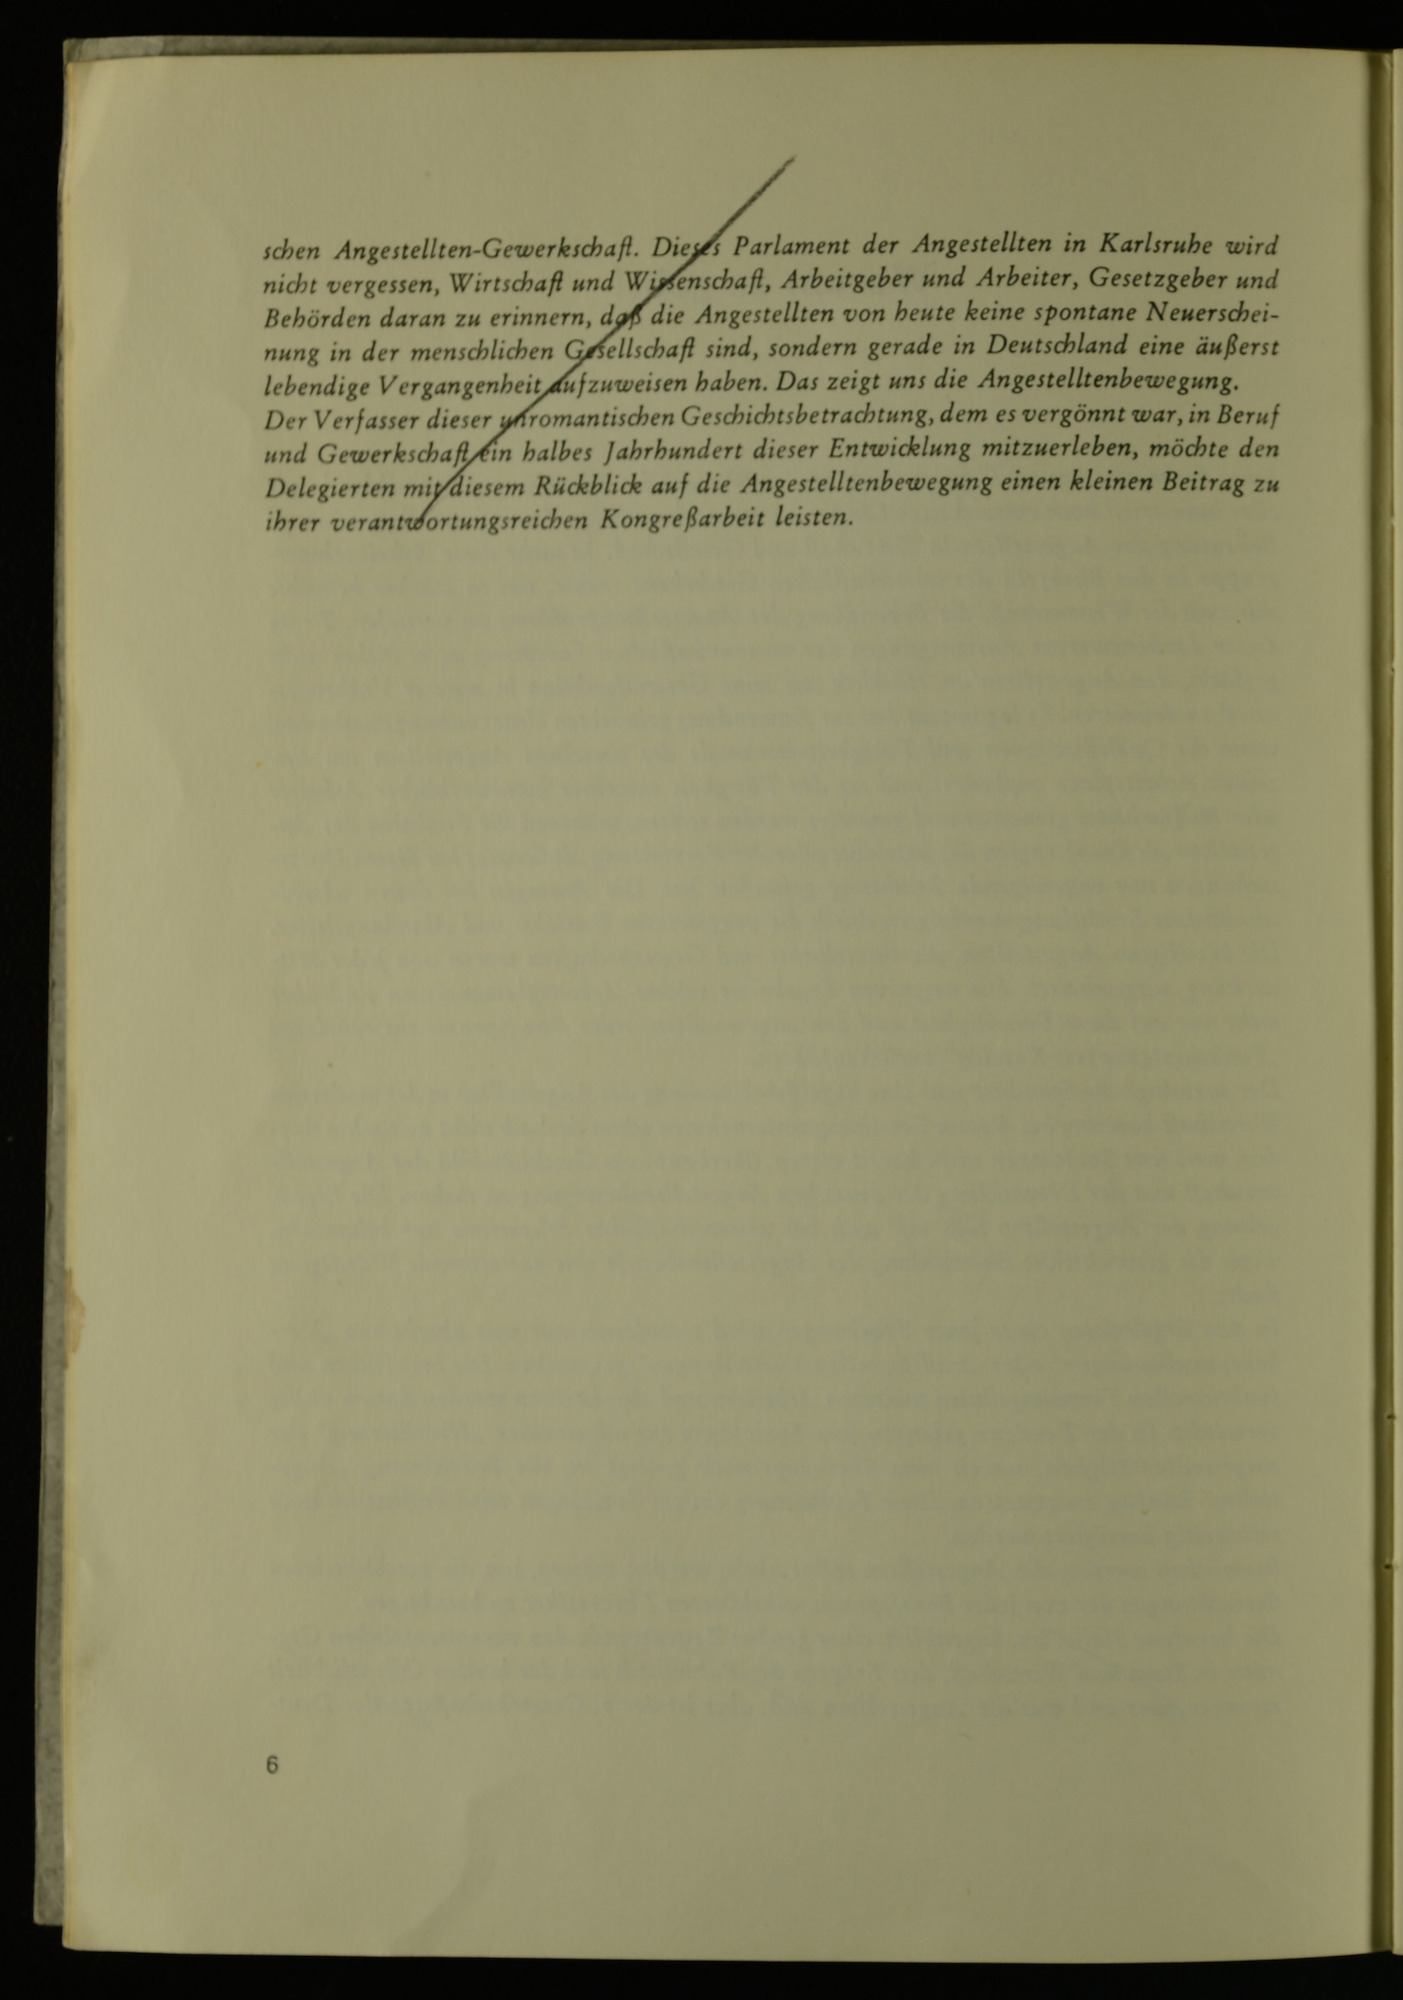 schen Angestellten-Gewerkschaft. Dieses Parlament der Angestellten in Karlsruhe wird
nicht vergessen, Wirtschaft und Wissenschaft, Arbeitgeber und Arbeiter, Gesetzgeber und
Behörden daran zu erinnern, daß die Angestellten von heute keine spontane Neuerschei-
nung in der menschlichen Gesellschaft sind, sondern gerade in Deutschland eine äußerst
lebendige Vergangenheit aufzuweisen haben. Das zeigt uns die Angestelltenbewegung.
Der Verfasser dieser unromantischen Geschichtsbetrachtung, dem es vergönnt war, in Beruf
und Gewerkschaft ein halbes Jahrhundert dieser Entwicklung mitzuerleben, möchte den
Delegierten mit diesem Rückblick auf die Angestelltenbewegung einen kleinen Beitrag zu
ihrer verantwortungsreichen Kongreßarbeit leisten.
6